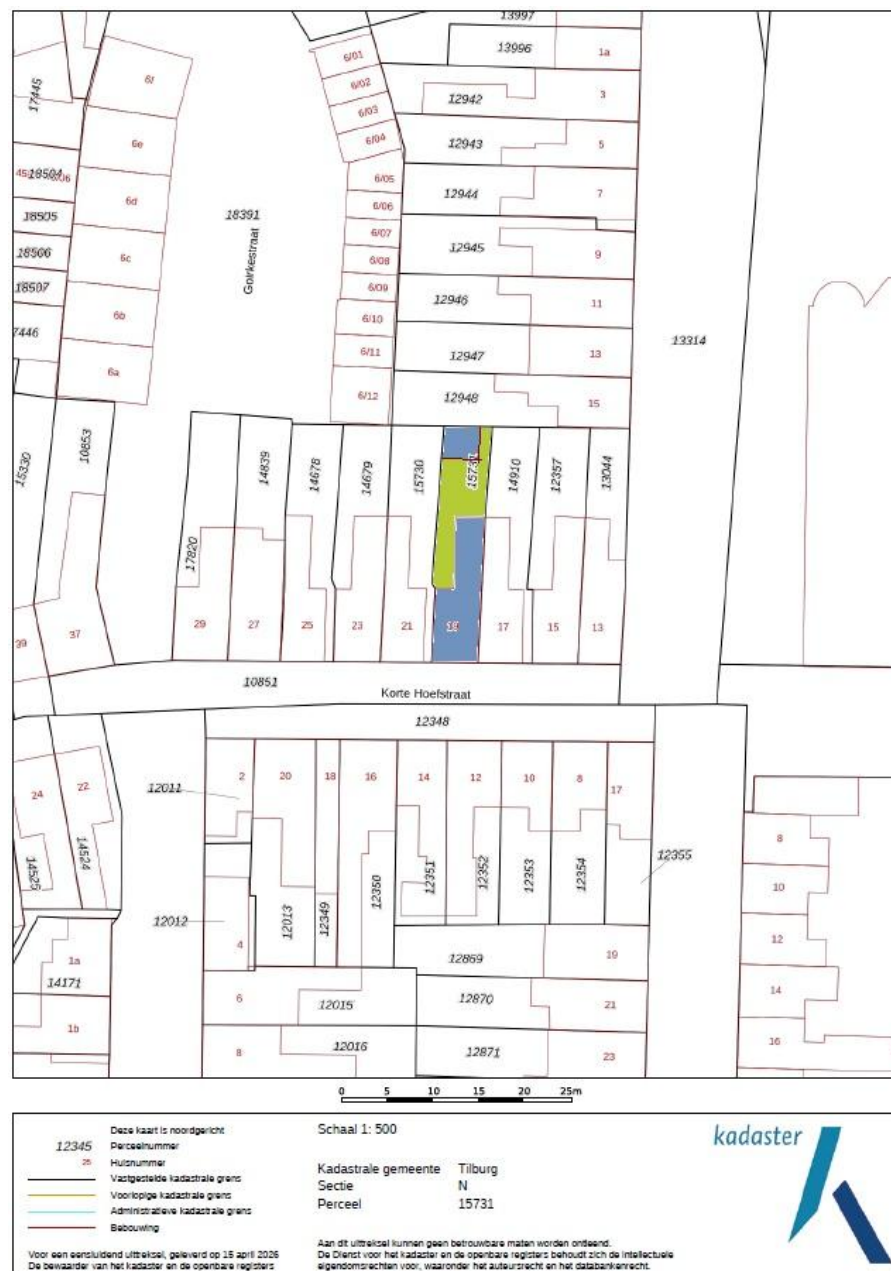 13997
13996 1a
6/01
6f 6/02 12942 3
17445 6/03
6e 6/04 12943 5
18504 6/05
6d 12944 7
18505 18391 6/06
6/07
18506 6c 12945 9
6/08
18507 6/09
12946 11
7446 6b 6/10
13314
6/11 12947 13
6a
6/12 12948 15
Goirkestraat
15330 10853 14839 14678 14679 15730 15731 14910 12357 13044
17820
39 37 29 27 25 23 21 19 17 15 13
10851
Korte Hoefstraat
12348
12011 2 20 18 16 14 12 10 8 17
24 22
14525 14524 12350 12351 12352 12353 12354 12355
8
10
12012 12013 12349
4 12
1a 12869 19
14171
6 12015 12870 21 14
1b
8 12016 12871 23 16
0 5 10 15 20 25m
Deze kaart is noordgericht
12345 Perceelnummer
25 Huisnummer
Vastgestelde kadastrale grens
Voorlopige kadastrale grens
Administratieve kadastrale grens
Bebouwing
Voor een eensluidend uittreksel, geleverd op 15 april 2026
De bewaarder van het kadaster en de openbare registers
Schaal 1: 500
Kadastrale gemeente Tilburg
Sectie N
Perceel 15731
Aan dit uittreksel kunnen geen betrouwbare maten worden ontleend.
De Dienst voor het kadaster en de openbare registers behoudt zich de intellectuele
eigendomsrechten voor, waaronder het auteursrecht en het databankenrecht.
kadaster